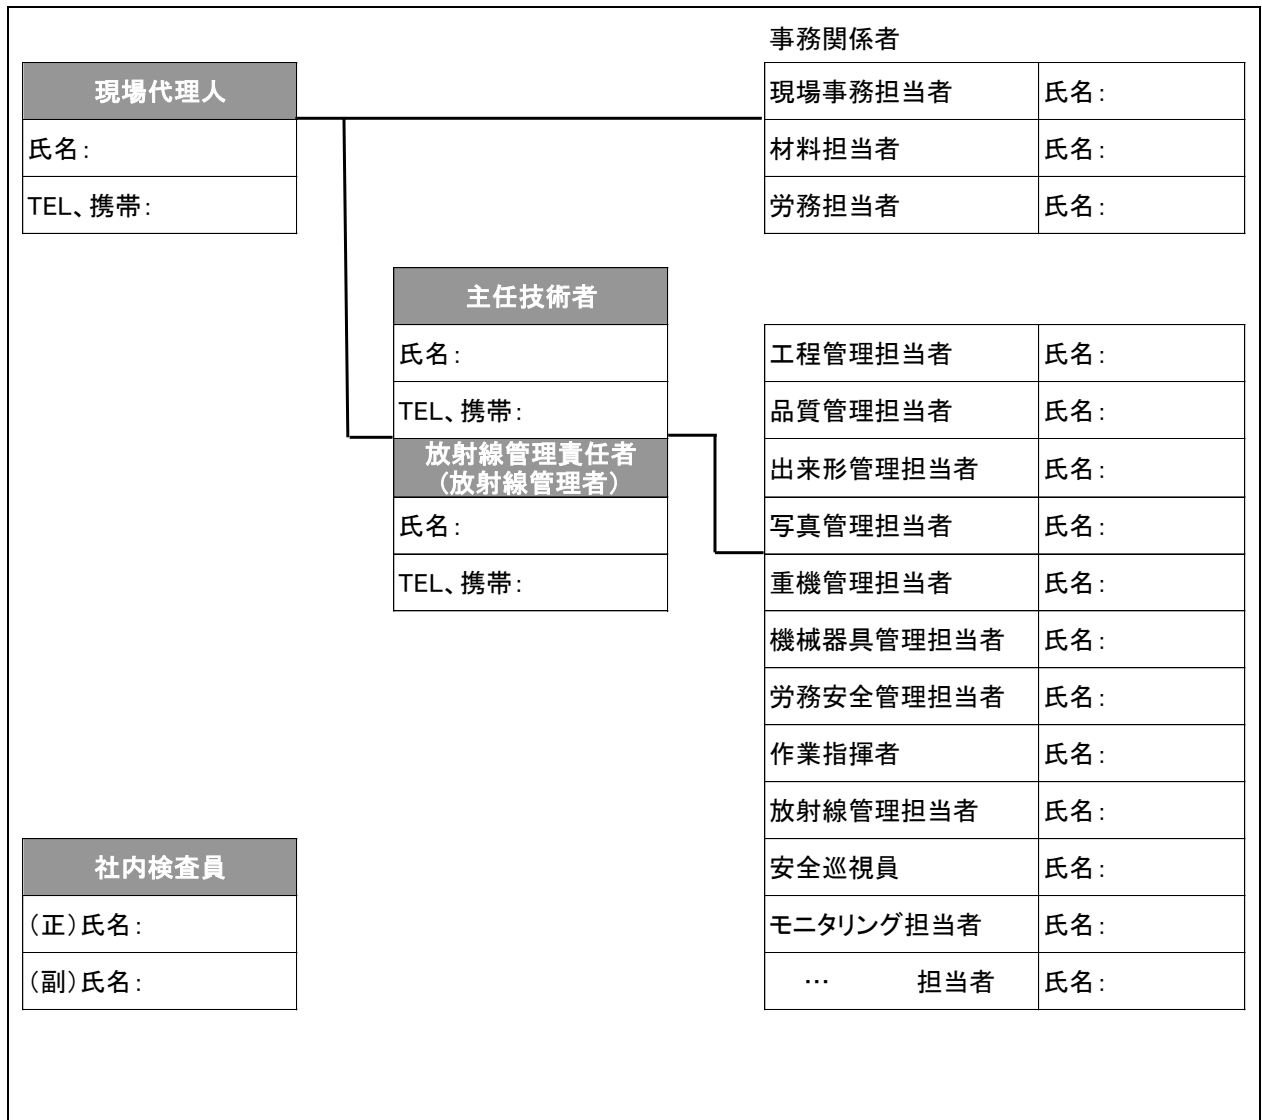 事務関係者
現場代理人
氏名:
TEL、携帯:
現場事務担当者 氏名:
材料担当者 氏名:
労務担当者 氏名:
主任技術者
氏名:
TEL、携帯:
放射線管理責任者
(放射線管理者)
氏名:
TEL、携帯:
工程管理担当者 氏名:
品質管理担当者 氏名:
出来形管理担当者 氏名:
写真管理担当者 氏名:
重機管理担当者 氏名:
機械器具管理担当者 氏名:
労務安全管理担当者 氏名:
作業指揮者 氏名:
放射線管理担当者 氏名:
安全巡視員 氏名:
モニタリング担当者 氏名:
… 担当者 氏名:
社内検査員
(正)氏名:
(副)氏名: